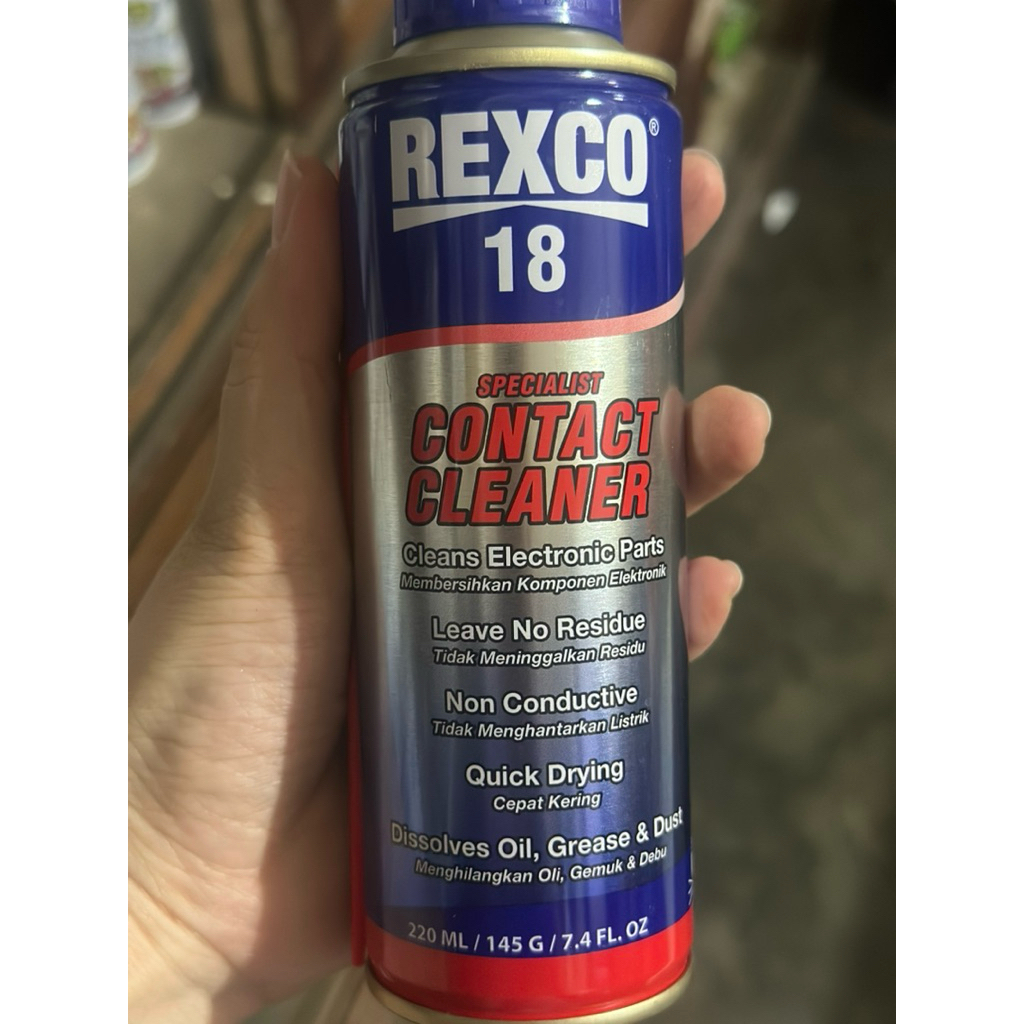 REXCO®
18
SPECIALIST
CONTACT
CLEANER
Cleans Electronic Parts
Membersihkan Komponen Elektronik
Leave No Residue
Tidak Meninggalkan Residu
Non Conductive
Tidak Menghantarkan Listrik
Quick Drying
Cepat Kering
Dissolves Oil, Grease & Dust
Menghilangkan Oli, Gemuk & Debu
220 ML / 145 G / 7.4 FL. OZ